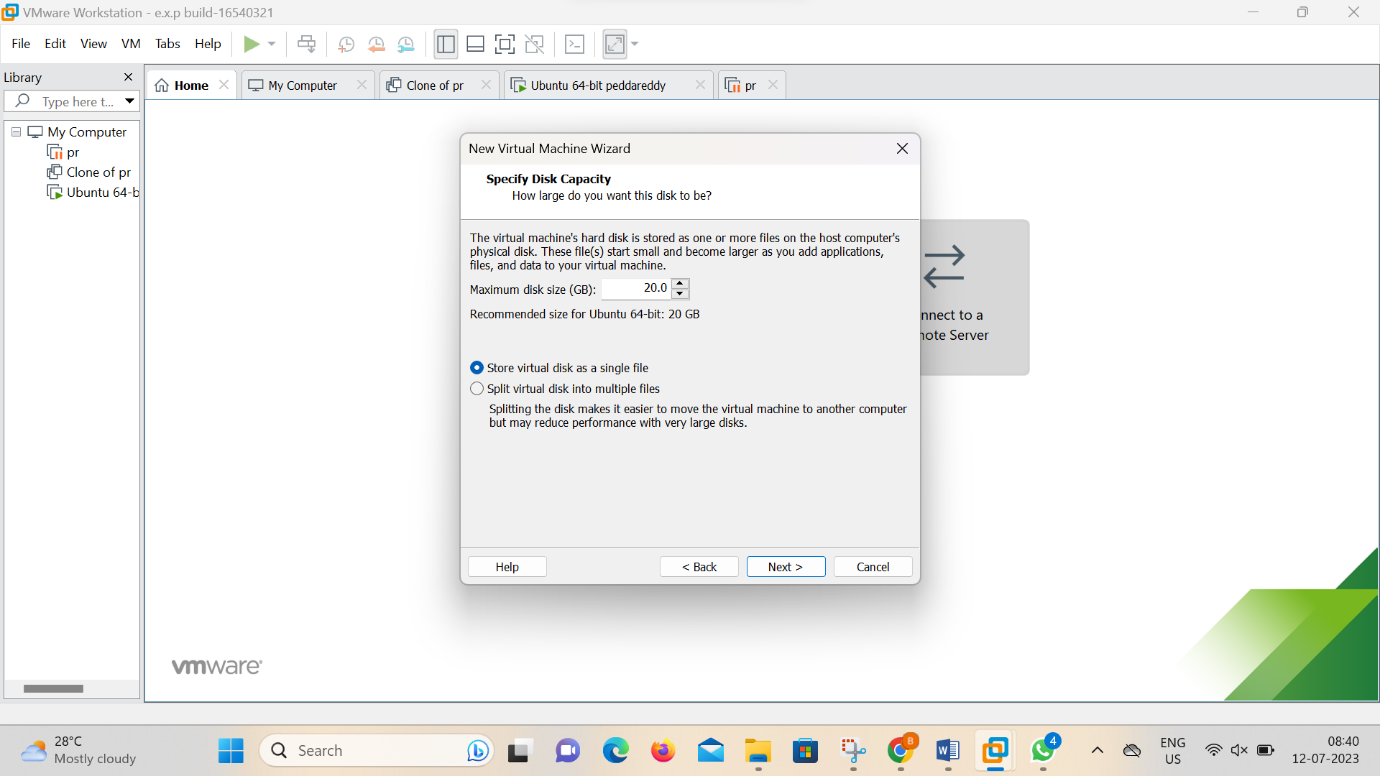 VMware Workstation - e.x.p build-16540321
File Edit View VM Tabs Help
Library
Type here t...
My Computer
pr
Clone of pr
Ubuntu 64-b
Home
My Computer
Clone of pr
Ubuntu 64-bit peddareddy
pr
New Virtual Machine Wizard
Specify Disk Capacity
How large do you want this disk to be?
The virtual machine's hard disk is stored as one or more files on the host computer's
physical disk. These file(s) start small and become larger as you add applications,
files, and data to your virtual machine.
Maximum disk size (GB): 20.0
Recommended size for Ubuntu 64-bit: 20 GB
Store virtual disk as a single file
Split virtual disk into multiple files
Splitting the disk makes it easier to move the virtual machine to another computer
but may reduce performance with very large disks.
Help
< Back
Next >
Cancel
nnect to a
note Server
vmware
28°C
Mostly cloudy
Search
8
4
ENG
US
08:40
12-07-2023